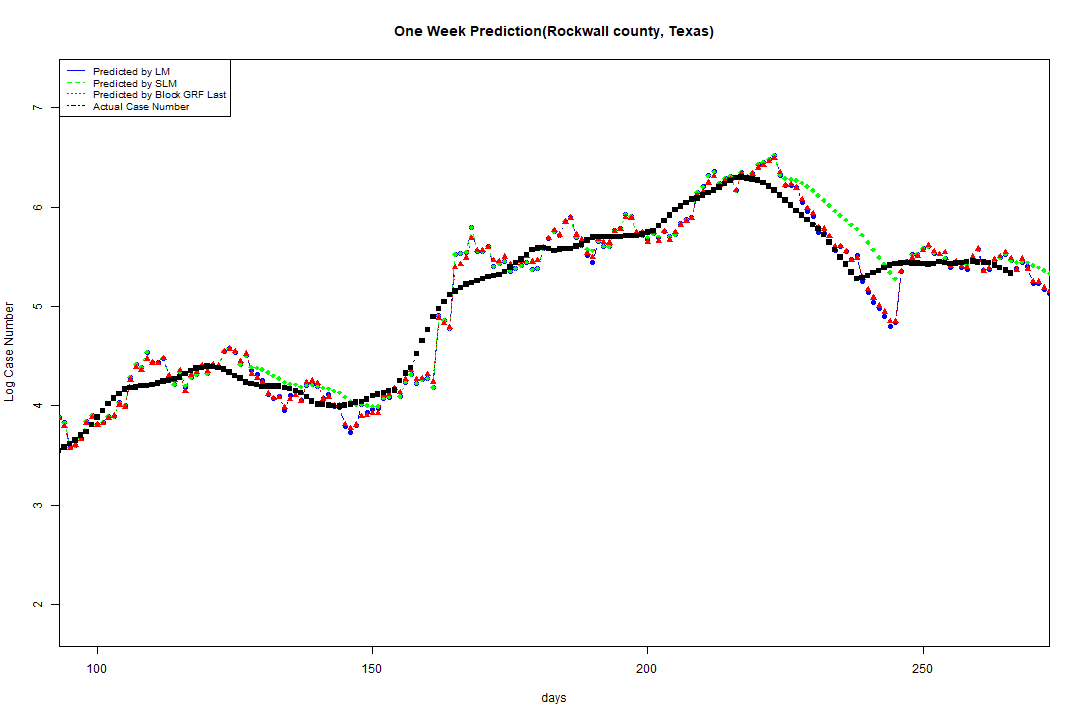 One Week Prediction(Rockwall county, Texas)
Predicted by LM
Predicted by SLM
Predicted by Block GRF Last
Actual Case Number
7
6
5
4
3
2
Log Case Number
100 150 200 250
days